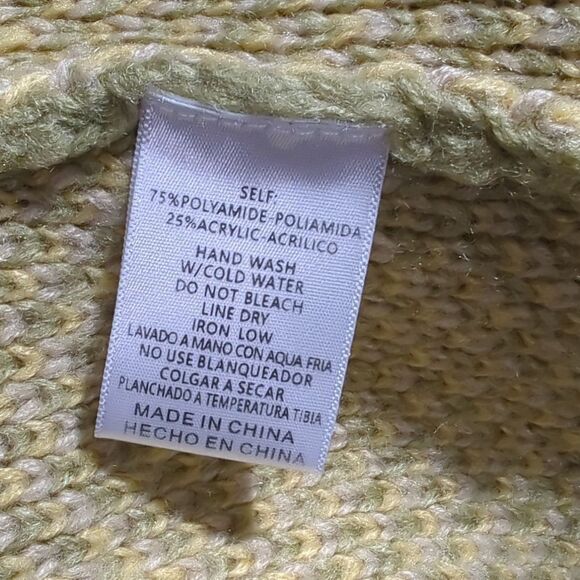 SELF:
75%POLYAMIDE-POLIAMIDA
25%ACRYLIC-ACRILICO
HAND WASH
W/COLD WATER
DO NOT BLEACH
LINE DRY
IRON LOW
LAVADO A MANO CON AQUA FRIA
NO USE BLANQUEADOR
COLGAR A SECAR
PLANCHADO A TEMPERATURA TIBIA
MADE IN CHINA
HECHO EN CHINA